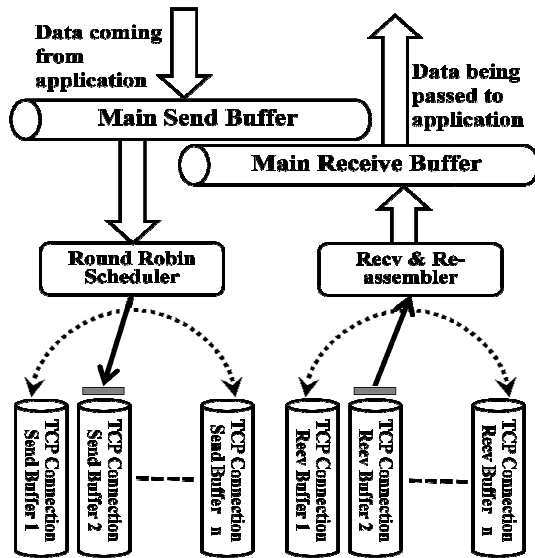 Data coming
from
application
Data being
passed to
application
Main Send Buffer
Main Receive Buffer
Round Robin
Scheduler
Recv & Re-
assembler
TCP Connection
Send Buffer 1
TCP Connection
Send Buffer 2
TCP Connection
Send Buffer n
TCP Connection
Recv Buffer 1
TCP Connection
Recv Buffer 2
TCP Connection
Recv Buffer n